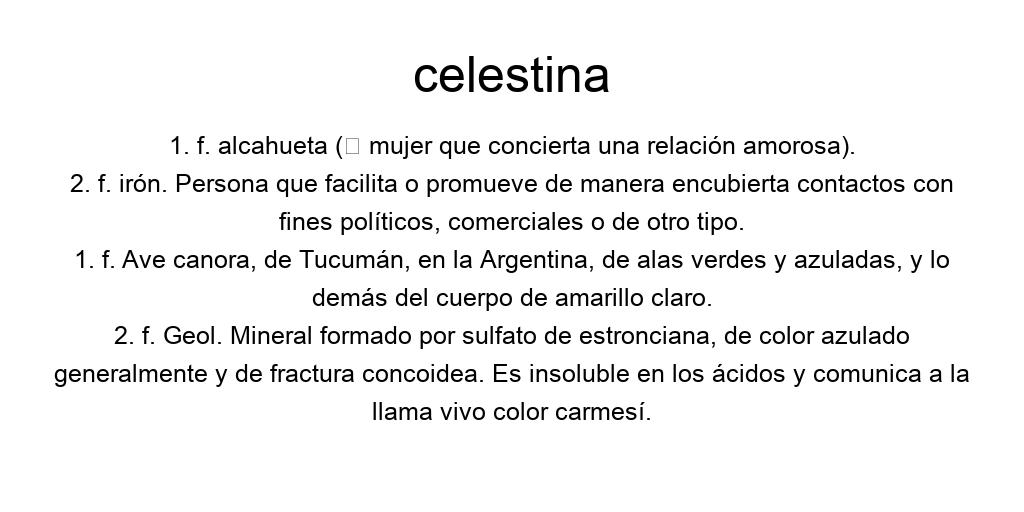 celestina
1. f. alcahueta (▯ mujer que concierta una relación amorosa).
2. f. irón. Persona que facilita o promueve de manera encubierta contactos con
fines políticos, comerciales o de otro tipo.
1. f. Ave canora, de Tucumán, en la Argentina, de alas verdes y azuladas, y lo
demás del cuerpo de amarillo claro.
2. f. Geol. Mineral formado por sulfato de estronciana, de color azulado
generalmente y de fractura concoidea. Es insoluble en los ácidos y comunica a la
llama vivo color carmesí.